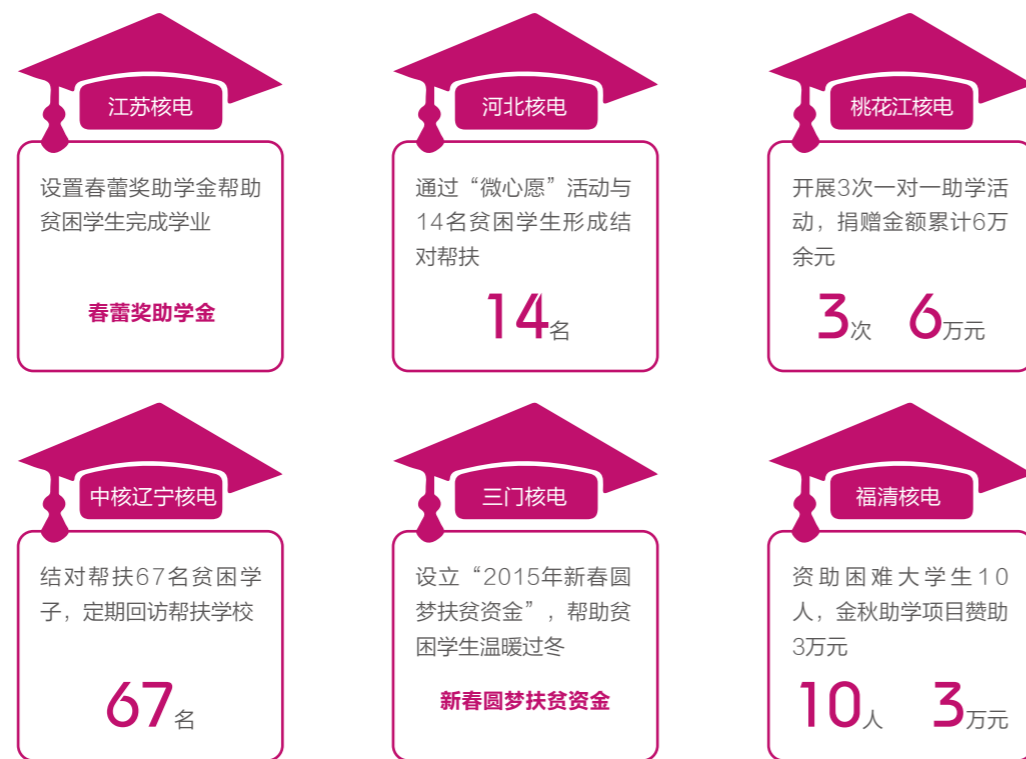 江苏核电
设置春蕾奖助学金帮助
贫困学生完成学业
春蕾奖助学金
河北核电
通过“微心愿”活动与
14名贫困学生形成结
对帮扶
14名
桃花江核电
开展3次一对一助学活
动，捐赠金额累计6万
余元
3次 6万元
中核辽宁核电
结对帮扶67名贫困学
子，定期回访帮扶学校
67名
三门核电
设立“2015年新春圆
梦扶贫资金”，帮助贫
困学生温暖过冬
新春圆梦扶贫资金
福清核电
资助困难大学生10
人，金秋助学项目赞助
3万元
10人 3万元